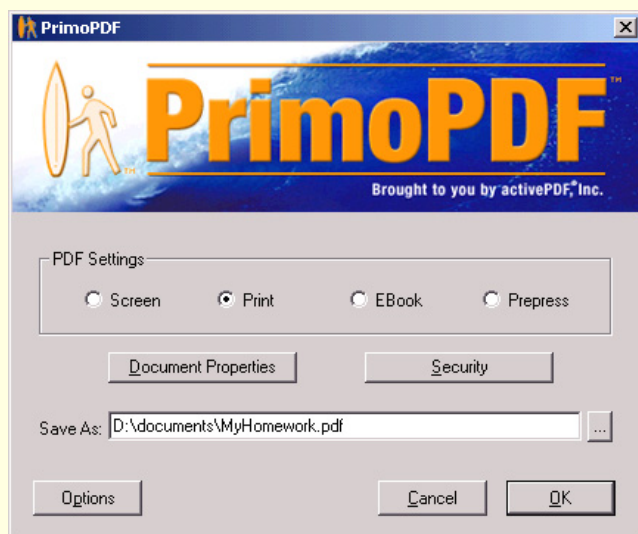 PrimoPDF
PrimoPDF™
TM
Brought to you by activePDF,® Inc.
PDF Settings
Screen Print EBook Prepress
Document Properties Security
Save As: D:\documents\MyHomework.pdf ...
Options Cancel OK